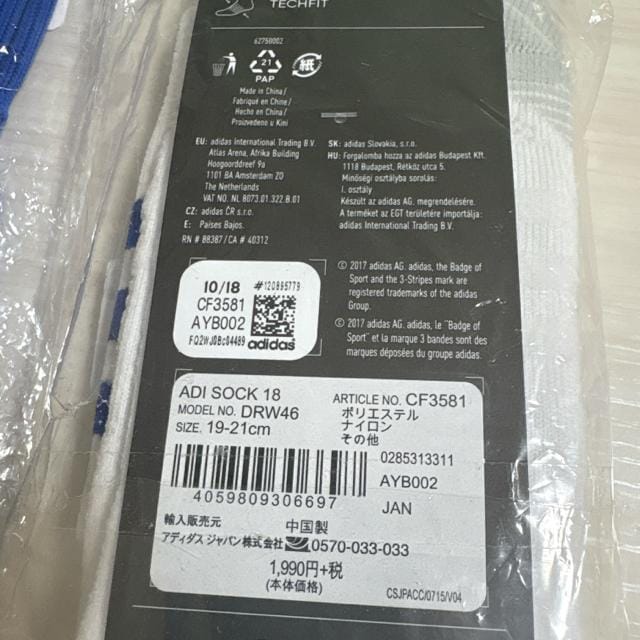 TECHFIT
62750002
21
PAP
紙
Made in China/
Fabriqué en Chine/
Hecho en China/
Proizvedeno u Kini
EU: adidas International Trading B.V.
Atlas Arena, Afrika Building
Hoogoorddreef 9a
1101 BA Amsterdam ZO
The Netherlands
VAT NO. NL 8073.01.322.B.01
CZ: adidas ČR s.r.o.
E: Países Bajos.
RN # 88387/CA # 40312
SK: adidas Slovakia, s.r.o.
HU: Forgalomba hozza az adidas Budapest Kft.
1118 Budapest, Rétköz utca 5.
Minőségi osztályba sorolás:
I. osztály
Készült az adidas AG. megrendelésére.
A terméket az EGT területére importálja:
adidas International Trading B.V.
© 2017 adidas AG. adidas, the Badge of
Sport and the 3-Stripes mark are
registered trademarks of the adidas
Group.
© 2017 adidas AG. adidas, le "Badge of
Sport" et la marque 3 bandes sont des
marques déposées du groupe adidas.
10/18 #120895779
CF3581
AYB002
FQ2WJ0Bc04489 adidas
ADI SOCK 18 ARTICLE NO. CF3581
MODEL NO. DRW46 ポリエステル
ナイロン
SIZE. 19-21cm その他
0285313311
AYB002
4059809306697
JAN
輸入販売元 中国製
アディダス ジャパン株式会社 0570-033-033
1,990円+税
(本体価格)
CSJPACC/0715/V04